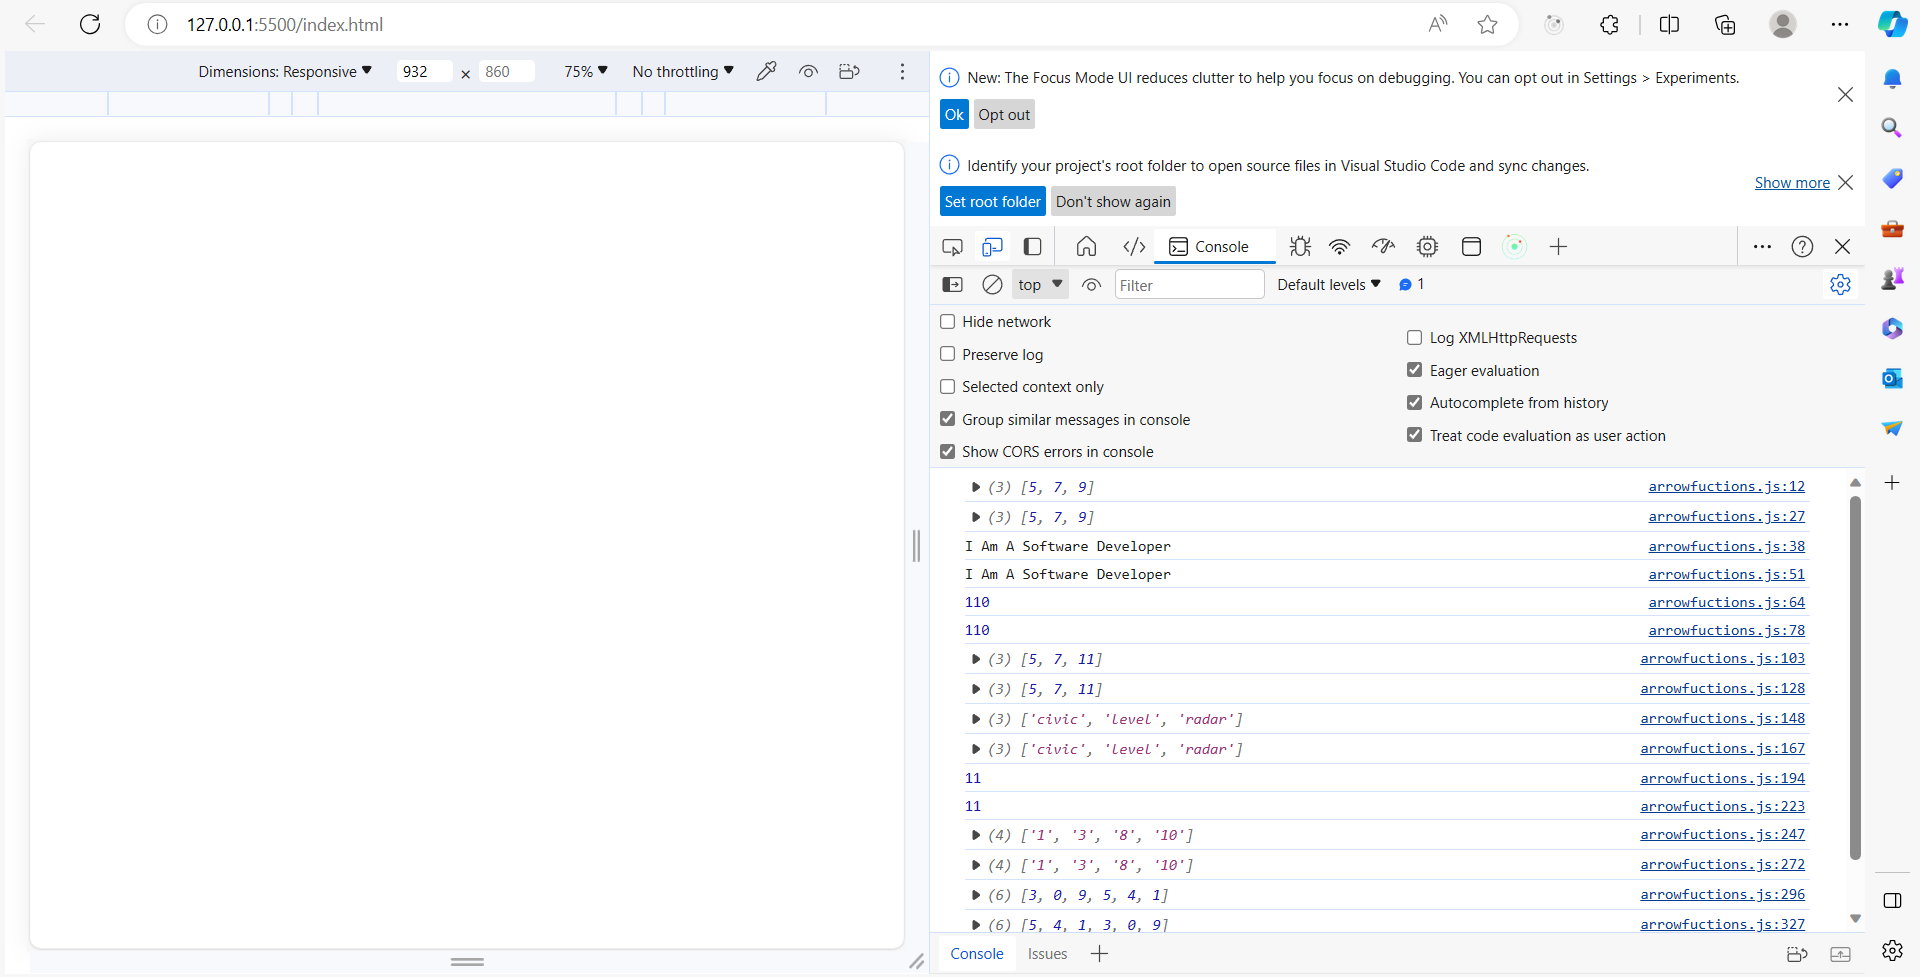 127.0.0.1:5500/index.html
Dimensions: Responsive 932 × 860 75% No throttling
New: The Focus Mode UI reduces clutter to help you focus on debugging. You can opt out in Settings > Experiments.
Ok Opt out
Identify your project's root folder to open source files in Visual Studio Code and sync changes.
Show more
Set root folder Don't show again
Console
top Filter Default levels 1
Hide network
Preserve log
Selected context only
Group similar messages in console
Show CORS errors in console
Log XMLHttpRequests
Eager evaluation
Autocomplete from history
Treat code evaluation as user action
(3) [5, 7, 9] arrowfuctions.js:12
(3) [5, 7, 9] arrowfuctions.js:27
I Am A Software Developer arrowfuctions.js:38
I Am A Software Developer arrowfuctions.js:51
110 arrowfuctions.js:64
110 arrowfuctions.js:78
(3) [5, 7, 11] arrowfuctions.js:103
(3) [5, 7, 11] arrowfuctions.js:128
(3) ['civic', 'level', 'radar'] arrowfuctions.js:148
(3) ['civic', 'level', 'radar'] arrowfuctions.js:167
11 arrowfuctions.js:194
11 arrowfuctions.js:223
(4) ['1', '3', '8', '10'] arrowfuctions.js:247
(4) ['1', '3', '8', '10'] arrowfuctions.js:272
(6) [3, 0, 9, 5, 4, 1] arrowfuctions.js:296
(6) [5, 4, 1, 3, 0, 9] arrowfuctions.js:327
Console Issues